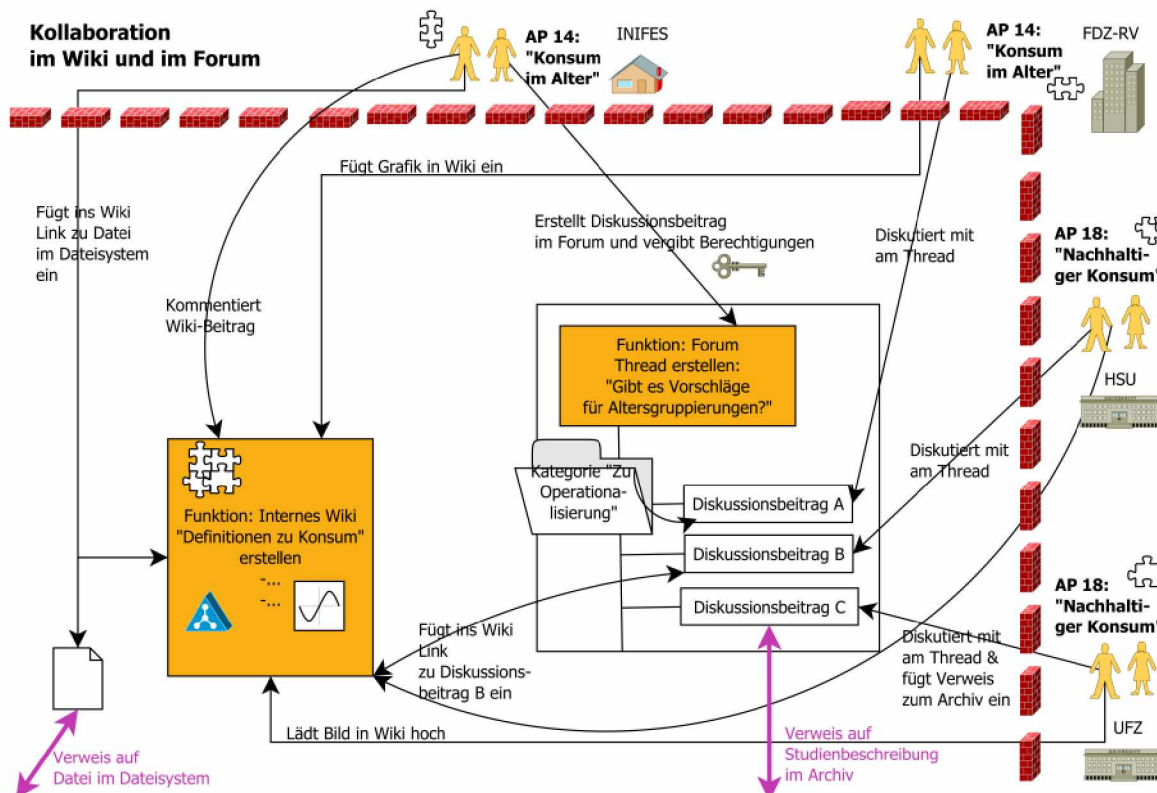 Kollaboration
im Wiki und im Forum
AP 14:
"Konsum
im Alter"
INIFES
AP 14:
"Konsum
im Alter"
FDZ-RV
Fügt Grafik in Wiki ein
Fügt ins Wiki
Link zu Datei
im Dateisystem
ein
Erstellt Diskussionsbeitrag
im Forum und vergibt Berechtigungen
Diskutiert mit
am Thread
AP 18:
"Nachhalti-
ger Konsum"
Kommentiert
Wiki-Beitrag
Funktion: Forum
Thread erstellen:
"Gibt es Vorschläge
für Altersgruppierungen?"
HSU
Diskutiert mit
am Thread
Kategorie "Zu
Operationa-
lisierung"
Diskussionsbeitrag A
Diskussionsbeitrag B
Diskussionsbeitrag C
Funktion: Internes Wiki
"Definitionen zu Konsum"
erstellen
-...
-...
AP 18:
"Nachhalti-
ger Konsum"
Fügt ins Wiki
Link
zu Diskussions-
beitrag B ein
Diskutiert mit
am Thread &
fügt Verweis
zum Archiv ein
UFZ
Lädt Bild in Wiki hoch
Verweis auf
Datei im Dateisystem
Verweis auf
Studienbeschreibung
im Archiv